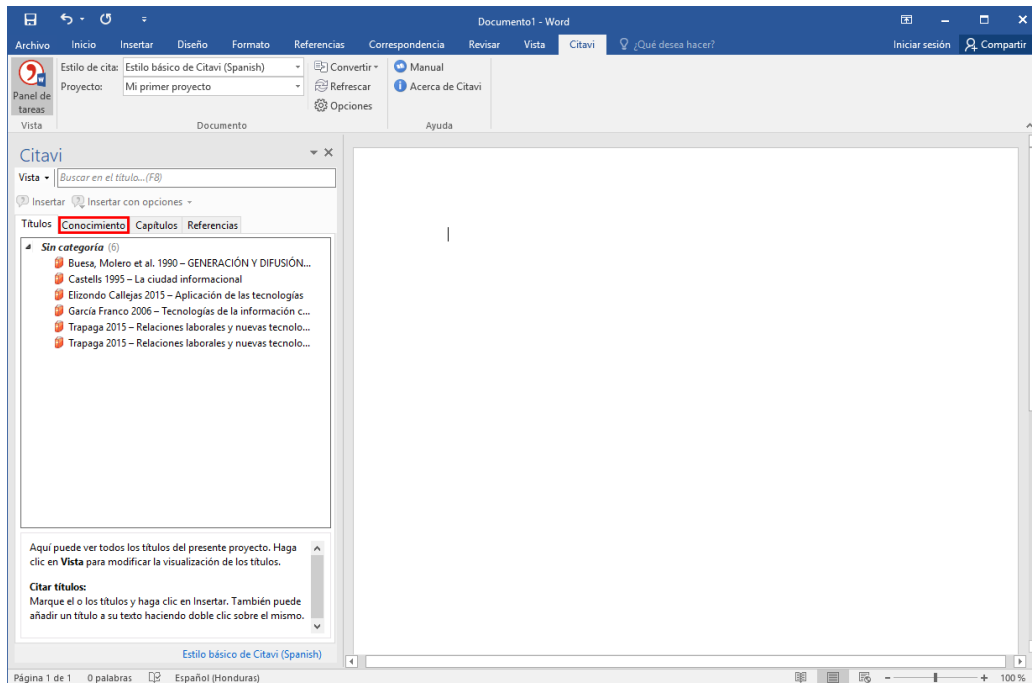 Documento1 - Word
Archivo Inicio Insertar Diseño Formato Referencias Correspondencia Revisar Vista Citavi ¿Qué desea hacer? Iniciar sesión Compartir
Panel de tareas
Vista
Estilo de cita: Estilo básico de Citavi (Spanish)
Proyecto: Mi primer proyecto
Convertir
Refrescar
Opciones
Documento
Manual
Acerca de Citavi
Ayuda
Citavi
Vista Buscar en el título...(F8)
Insertar Insertar con opciones
Títulos Conocimiento Capítulos Referencias
Sin categoría (6)
Buesa, Molero et al. 1990 – GENERACIÓN Y DIFUSIÓN...
Castells 1995 – La ciudad informacional
Elizondo Callejas 2015 – Aplicación de las tecnologías
García Franco 2006 – Tecnologías de la información c...
Trapaga 2015 – Relaciones laborales y nuevas tecnolo...
Trapaga 2015 – Relaciones laborales y nuevas tecnolo...
Aquí puede ver todos los títulos del presente proyecto. Haga
clic en Vista para modificar la visualización de los títulos.
Citar títulos:
Marque el o los títulos y haga clic en Insertar. También puede
añadir un título a su texto haciendo doble clic sobre el mismo.
Estilo básico de Citavi (Spanish)
Página 1 de 1 0 palabras Español (Honduras) 100 %